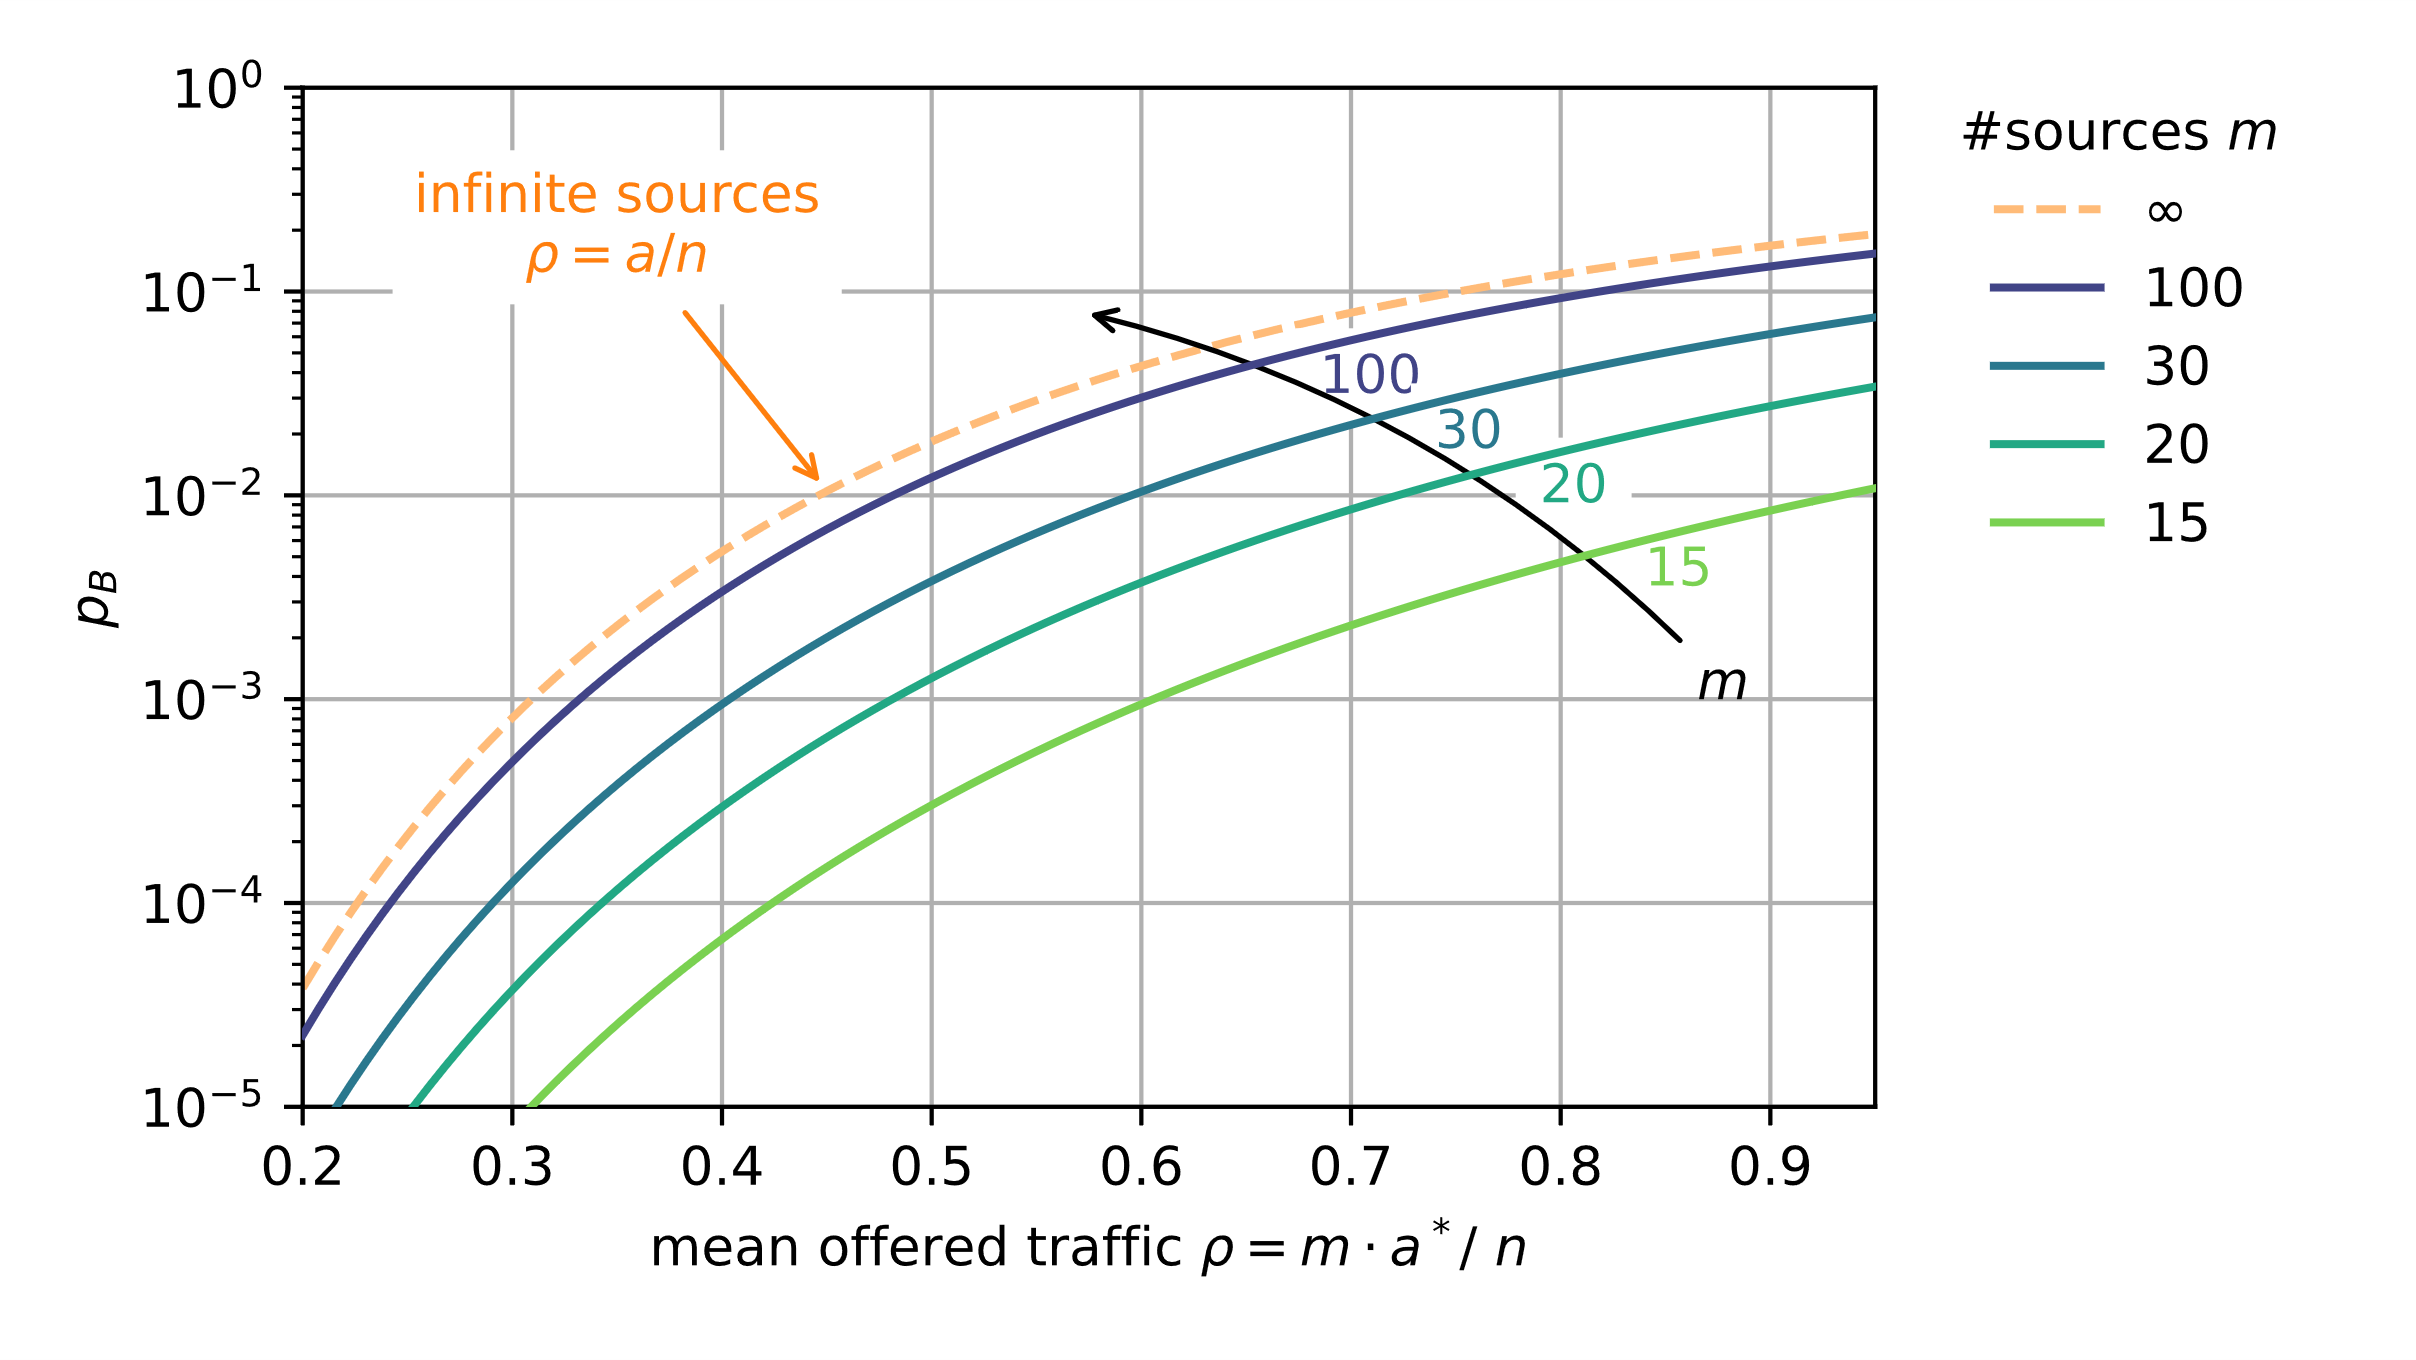 10⁰
10⁻¹
10⁻²
10⁻³
10⁻⁴
10⁻⁵
p_B
infinite sources
ρ = a/n
100
30
20
15
m
0.2 0.3 0.4 0.5 0.6 0.7 0.8 0.9
mean offered traffic ρ = m · a* / n
#sources m
∞
100
30
20
15